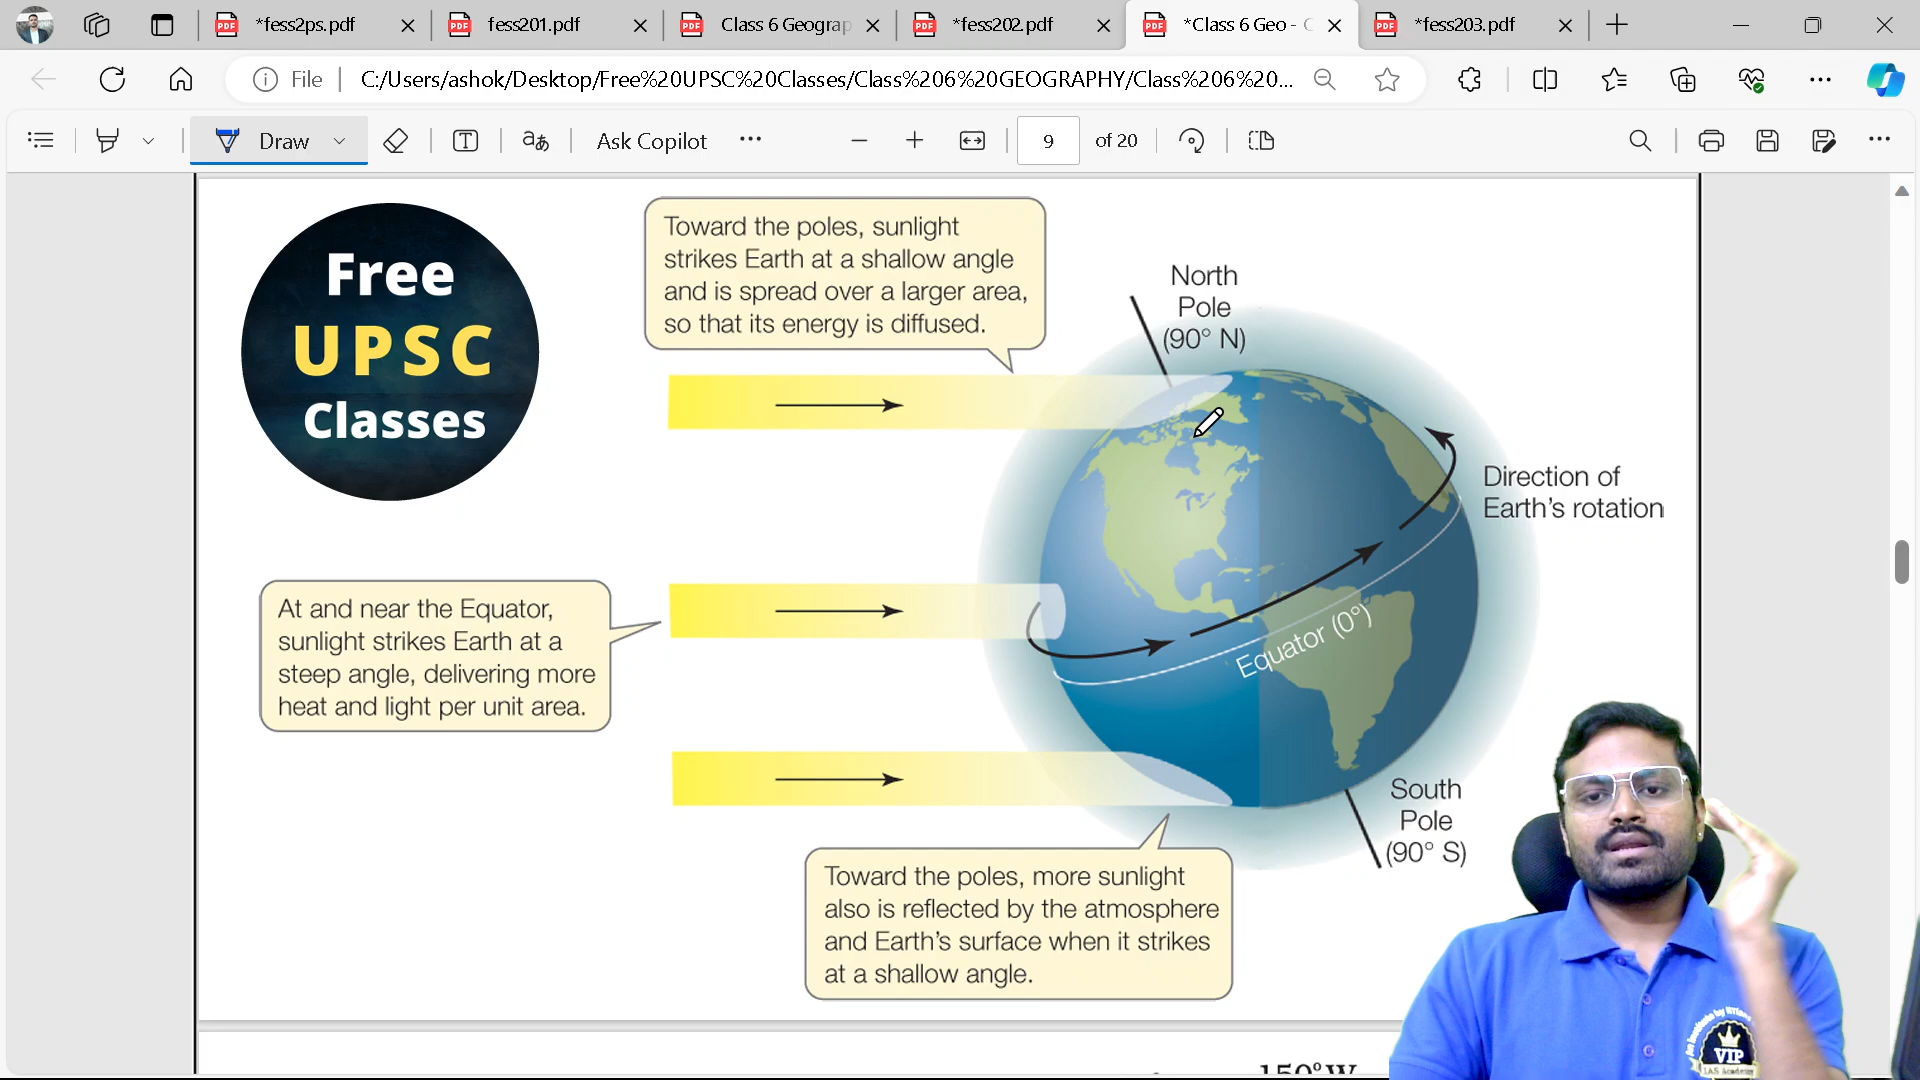 *fess2ps.pdf
fess201.pdf
Class 6 Geograp
*fess202.pdf
*Class 6 Geo - C
*fess203.pdf
File
C:/Users/ashok/Desktop/Free%20UPSC%20Classes/Class%206%20GEOGRAPHY/Class%206%20...
Draw
Ask Copilot
9
of 20
Free
UPSC
Classes
Toward the poles, sunlight
strikes Earth at a shallow angle
and is spread over a larger area,
so that its energy is diffused.
North
Pole
(90° N)
Direction of
Earth's rotation
At and near the Equator,
sunlight strikes Earth at a
steep angle, delivering more
heat and light per unit area.
Equator (0°)
South
Pole
(90° S)
Toward the poles, more sunlight
also is reflected by the atmosphere
and Earth's surface when it strikes
at a shallow angle.
VIP
IAS Academy
150°W